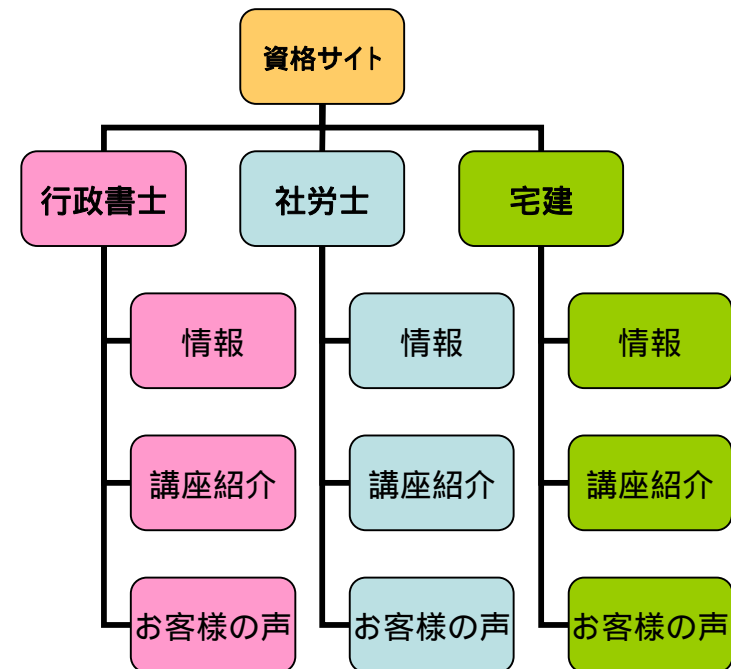 資格サイト
行政書士
社労士
宅建
情報
情報
情報
講座紹介
講座紹介
講座紹介
お客様の声
お客様の声
お客様の声